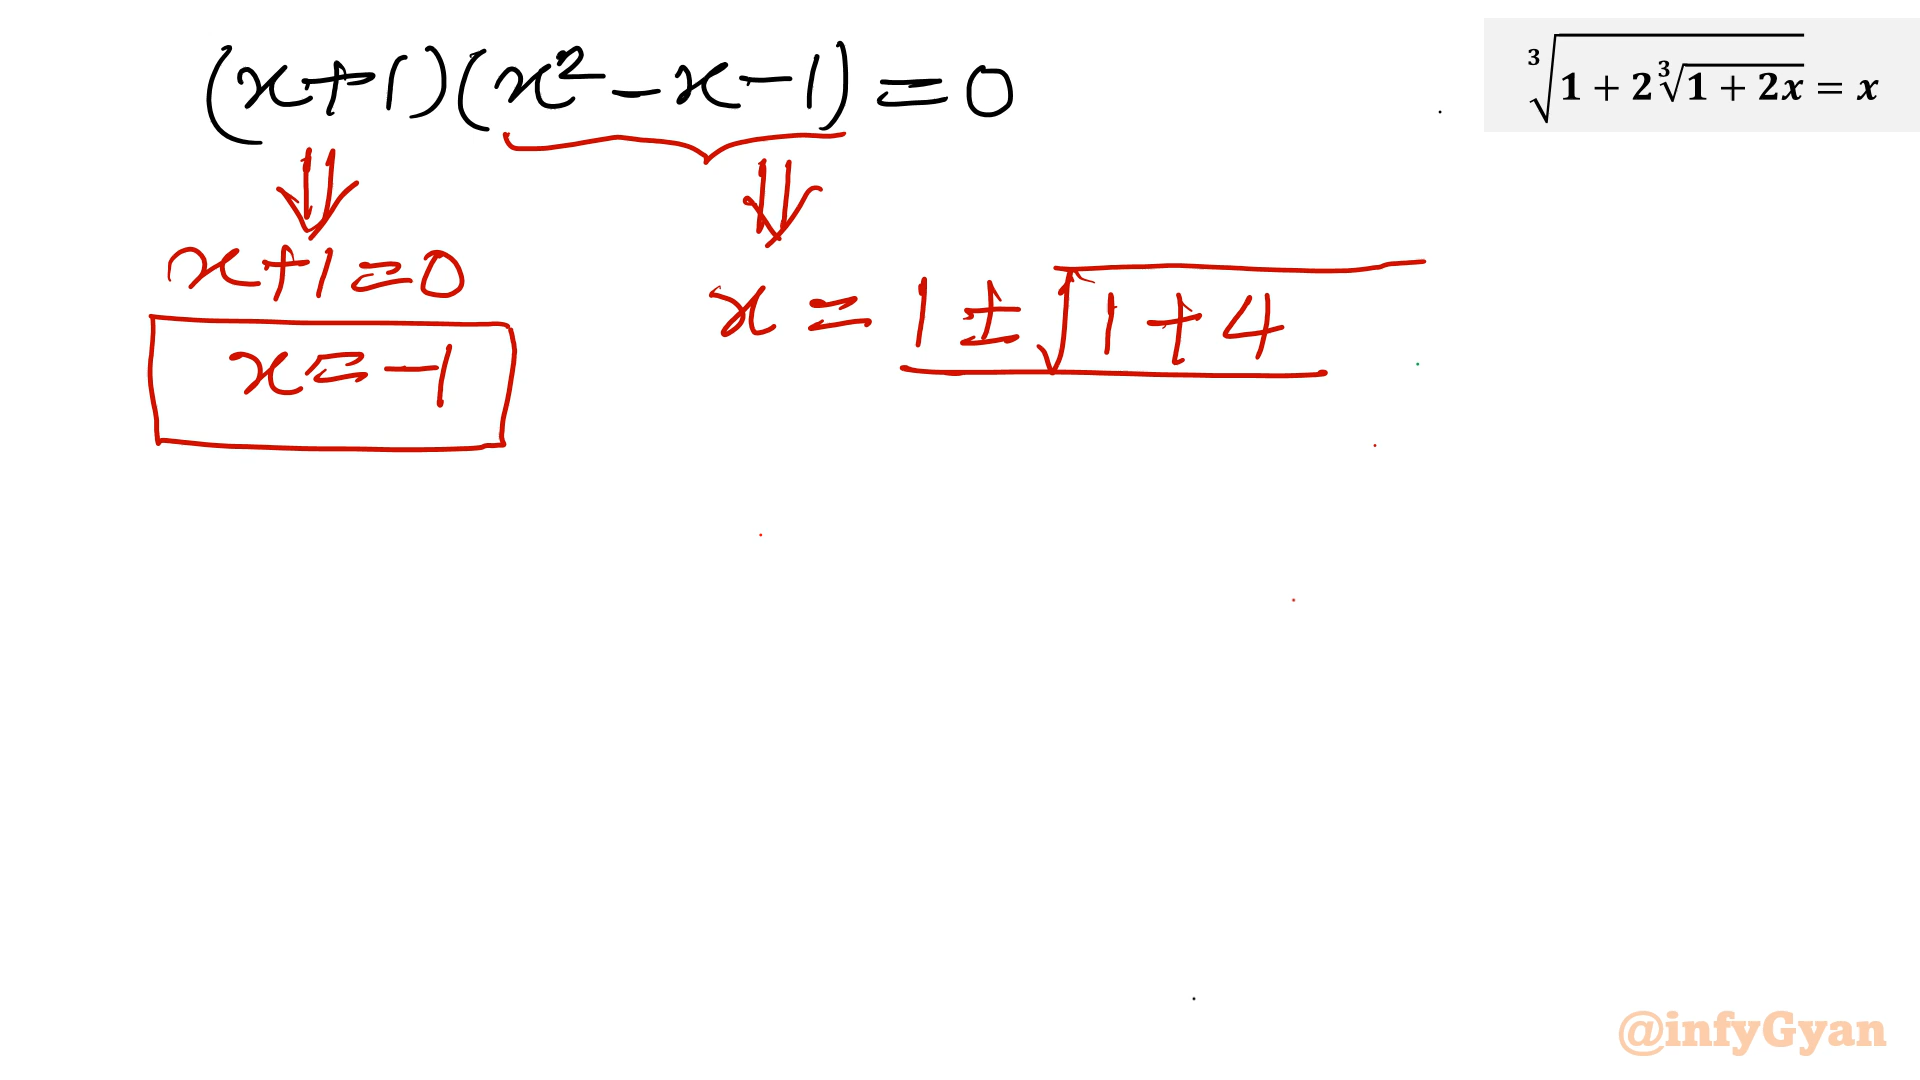 (x+1)(x²-x-1)=0
∛(1 + 2∛(1 + 2x)) = x
x+1=0
x=-1
x = 1±√1+4
@infyGyan